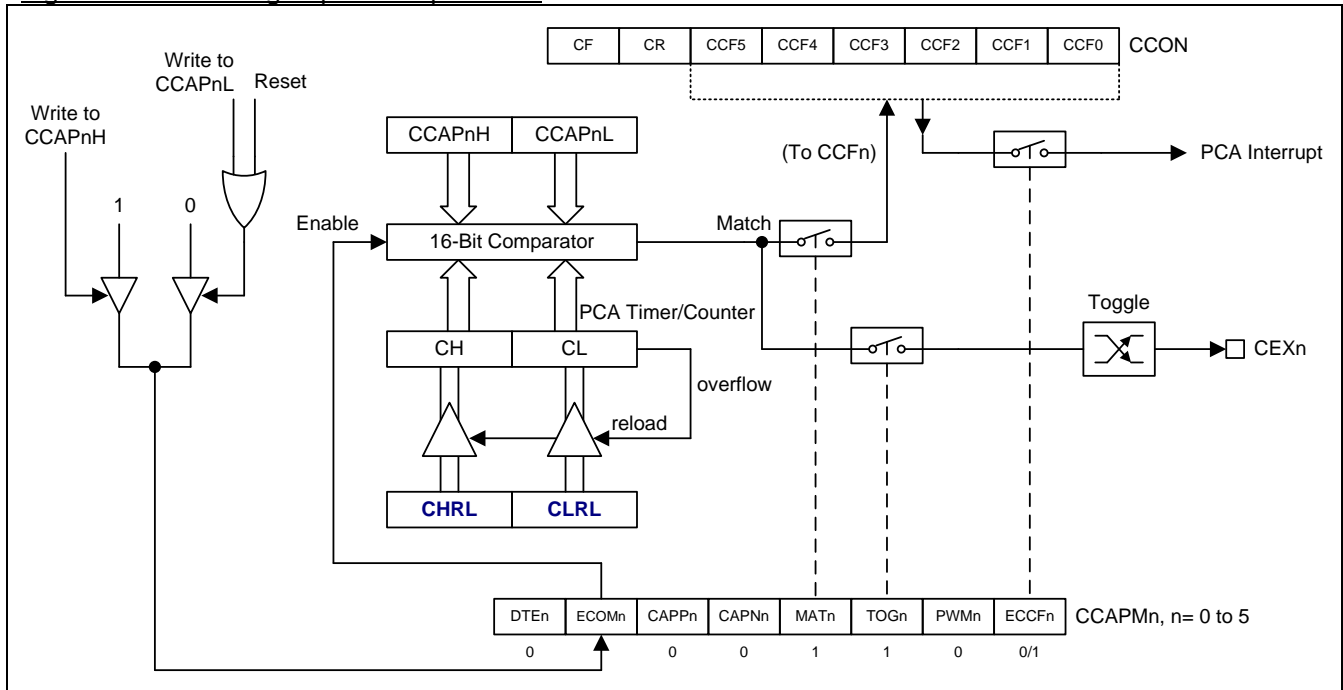 CF CR CCF5 CCF4 CCF3 CCF2 CCF1 CCF0 CCON
Write to
CCAPnL
Reset
Write to
CCAPnH
CCAPnH CCAPnL
(To CCFn)
PCA Interrupt
1 0
Enable
16-Bit Comparator
Match
PCA Timer/Counter
Toggle
CH CL
CEXn
overflow
reload
CHRL CLRL
DTEn ECOMn CAPPn CAPNn MATn TOGn PWMn ECCFn CCAPMn, n= 0 to 5
0 0 0 1 1 0 0/1